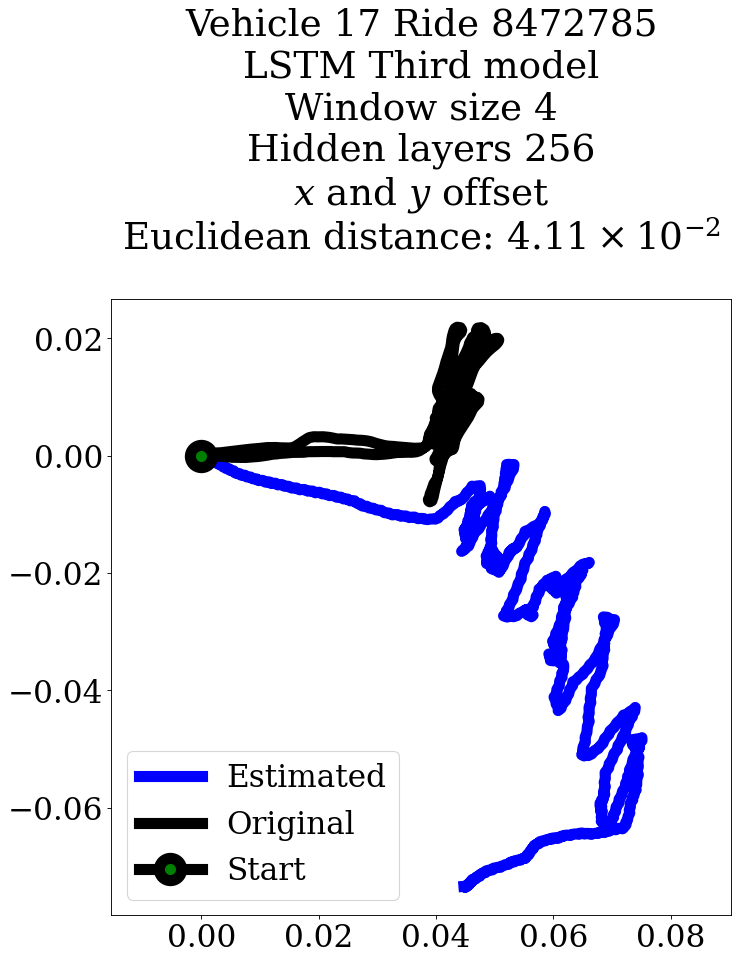 Vehicle 17 Ride 8472785
LSTM Third model
Window size 4
Hidden layers 256
x and y offset
Euclidean distance: 4.11 × 10⁻²
0.02
0.00
−0.02
−0.04
−0.06
Estimated
Original
Start
0.00 0.02 0.04 0.06 0.08